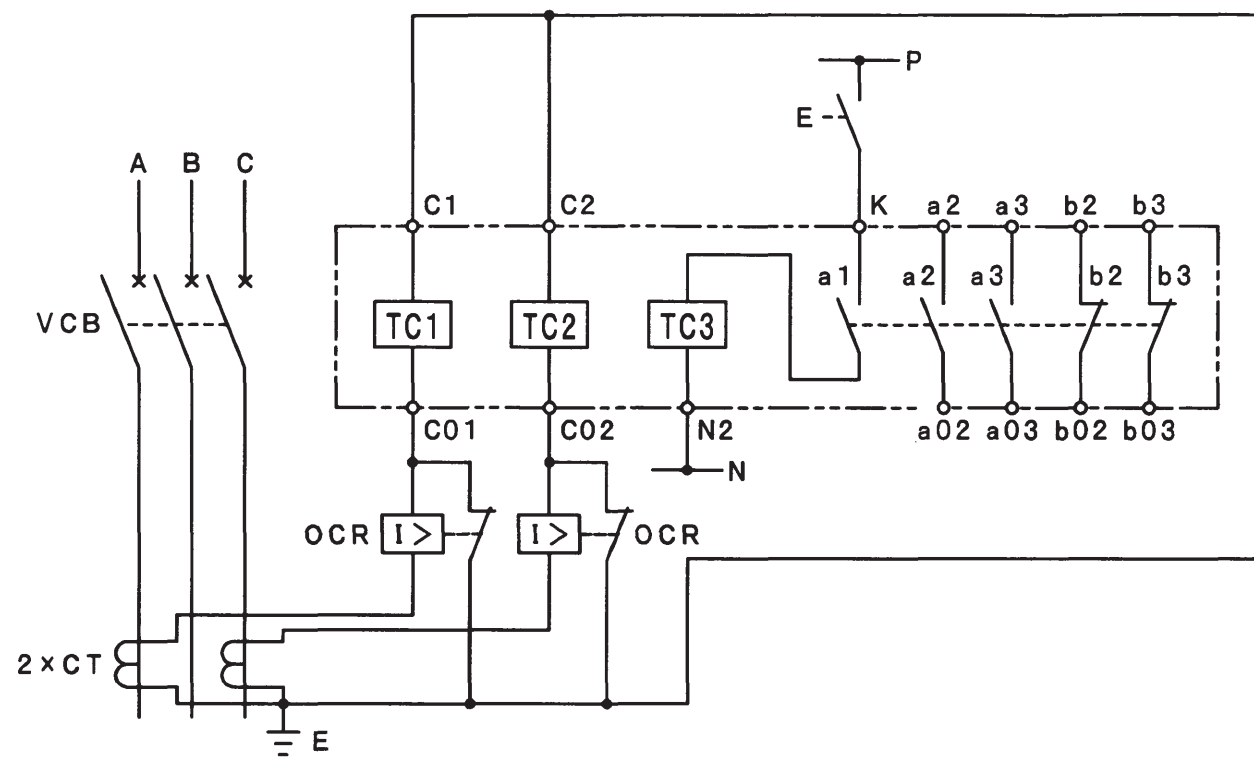 P
E
A B C
C1 C2 K a2 a3 b2 b3
a1 a2 a3 b2 b3
VCB TC1 TC2 TC3
C01 C02 N2 a02 a03 b02 b03
N
OCR I> I> OCR
2×CT
E